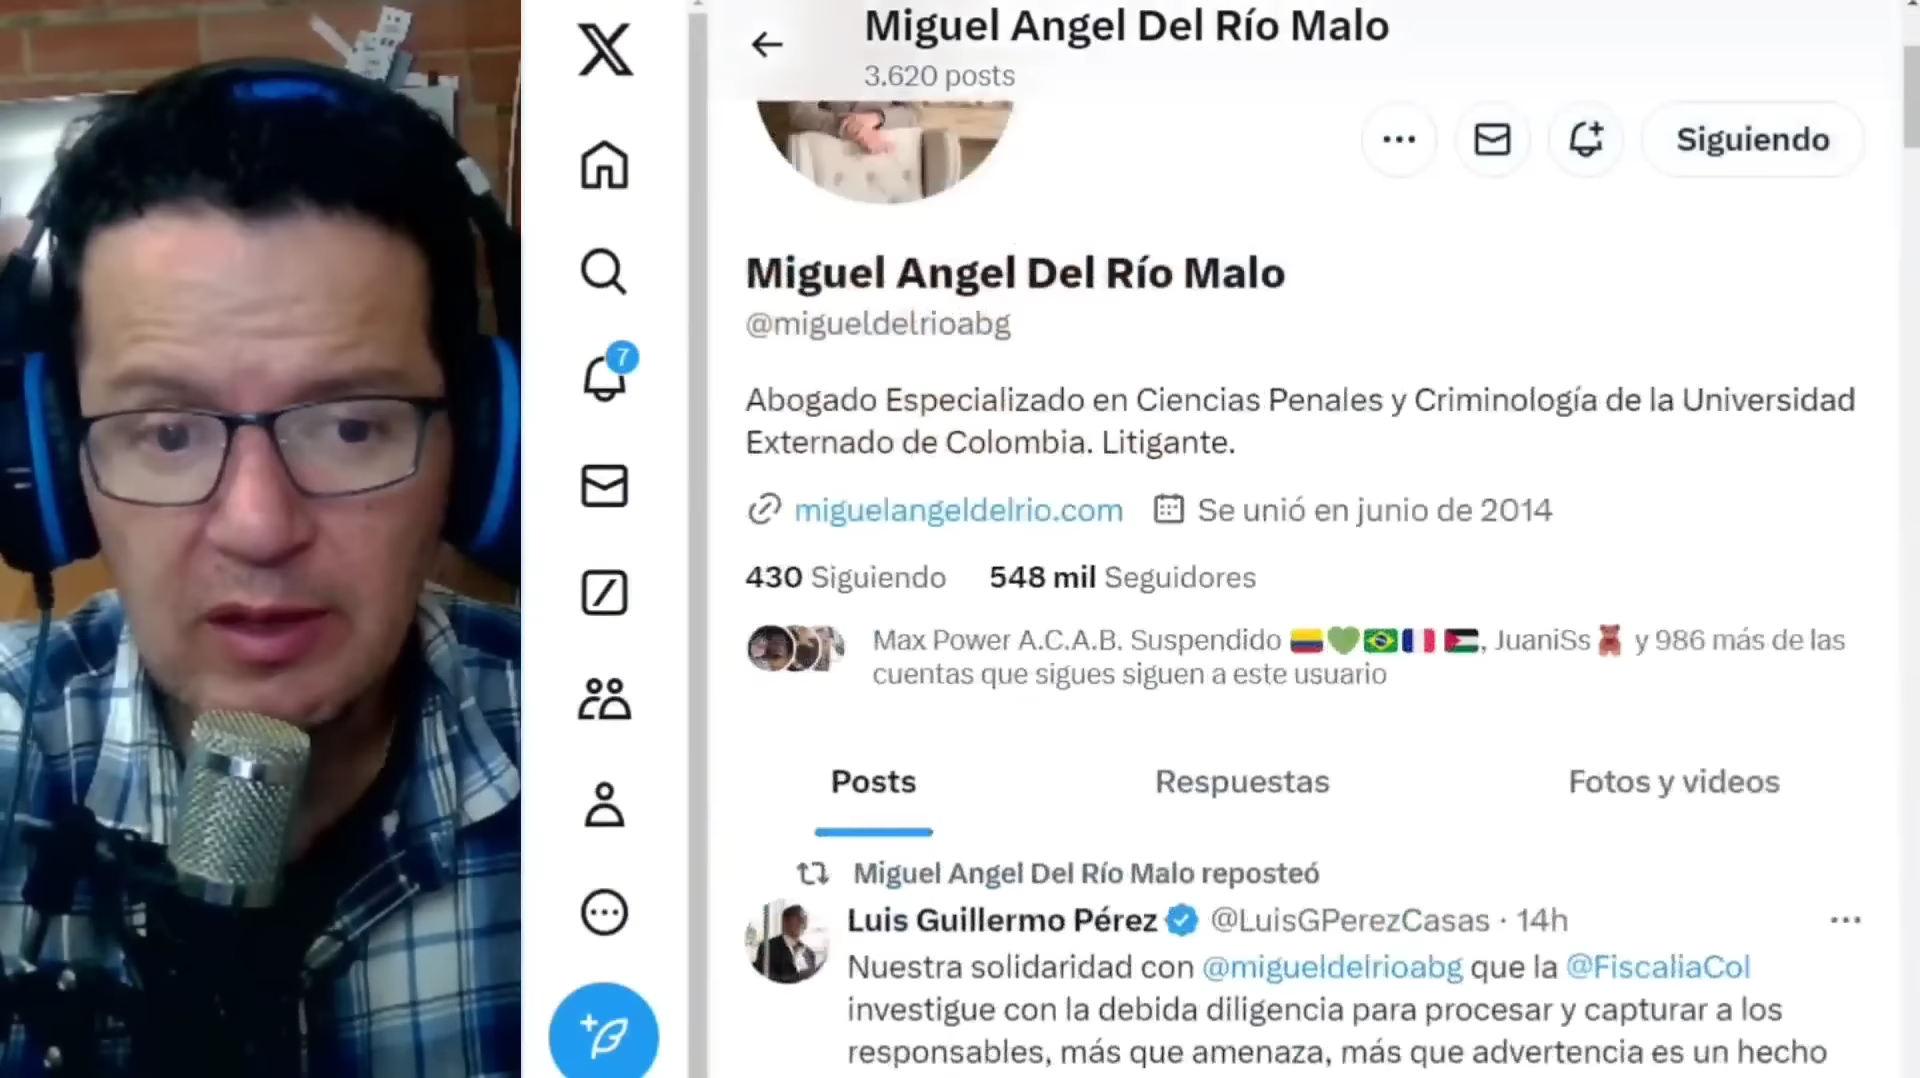 Miguel Angel Del Río Malo
3.620 posts
Siguiendo
Miguel Angel Del Río Malo
@migueldelrioabg
Abogado Especializado en Ciencias Penales y Criminología de la Universidad
Externado de Colombia. Litigante.
miguelangeldelrio.com Se unió en junio de 2014
430 Siguiendo 548 mil Seguidores
Max Power A.C.A.B. Suspendido 🇨🇴💚🇧🇷🇫🇷🇵🇸, JuaniSs🧸 y 986 más de las
cuentas que sigues siguen a este usuario
Posts Respuestas Fotos y videos
Miguel Angel Del Río Malo reposteó
Luis Guillermo Pérez @LuisGPerezCasas · 14h
Nuestra solidaridad con @migueldelrioabg que la @FiscaliaCol
investigue con la debida diligencia para procesar y capturar a los
responsables, más que amenaza, más que advertencia es un hecho
7